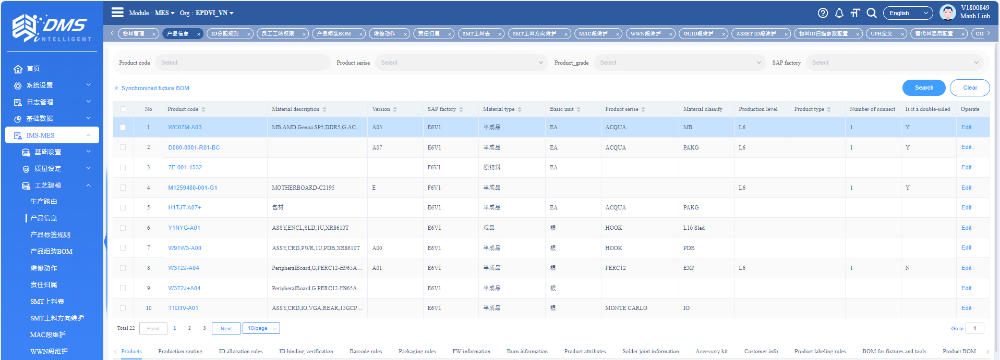 DMS
iNTELLIGENT
首页
系统设置
日志管理
基础数据
IMS-MES
基础设置
质量设定
工艺建模
生产路由
产品信息
产品标签规则
产品组装BOM
维修动作
责任归属
SMT上料表
SMT上料方向维护
MAC段维护
WWN段维护
Module : MES Org : EPDVI_VN
English
V1800849
Manh Linh
物料管理 × 产品信息 × ID分配规则 × 员工工站权限 × 产品组装BOM × 维修动作 × 责任归属 × SMT上料表 × SMT上料方向维护 × MAC段维护 × WWN段维护 × GUID段维护 × ASSET ID段维护 × 物料ID扫描参数配置 × UPH定义 × 替代料混用配置 × CO
Product code Select Product serise Select Product_grade Select SAP factory Select
Synchronized fixture BOM
Search Clear
No Product code Material description Version SAP factory Material type Basic unit Product serise Material classify Production level Product type Number of connect Is it a double-sided Operate
1 WC07M-A03 MB,AMD Genoa SP5,DDR5,G,AC... A03 E6V1 半成品 EA ACQUA MB L6 1 Y Edit
2 D080-0001-R81-BC A07 E6V1 半成品 EA ACQUA PAKG L6 1 Y Edit
3 7E-001-1532 F6V1 原物料 EA Edit
4 M1259480-001-G1 MOTHERBOARD-C2195 E F6V1 半成品 L6 1 Y Edit
5 H1TJT-A07+ 包材 E6V1 半成品 EA ACQUA PAKG Edit
6 Y1NYG-A01 ASSY,ENCL,SLD,1U,XR8610T E6V1 成品 根 HOOK L10 Sled Edit
7 W91W3-A00 ASSY,CRD,PWR,1U,PDB,XR8610T A00 E6V1 半成品 根 HOOK PDB Edit
8 W3T2J-A04 PeripheralBoard,G,PERC12-H965A... A01 E6V1 半成品 根 PERC12 EXP L6 1 N Edit
9 W3T2J+A04 PeripheralBoard,G,PERC12-H965A... E6V1 半成品 根 Edit
10 T1D3V-A01 ASSY,CRD,IO,VGA,REAR,15GCP... E6V1 半成品 根 MONTE CARLO IO Edit
Total 22 Prevt 1 2 3 Next 10/page Go to 1
Products Production routing ID allocation rules ID binding verification Barcode rules Packaging rules FW information Burn information Product attributes Solder joint information Accessory kit Customer info Product labeling rules BOM for fixtures and tools Product BOM